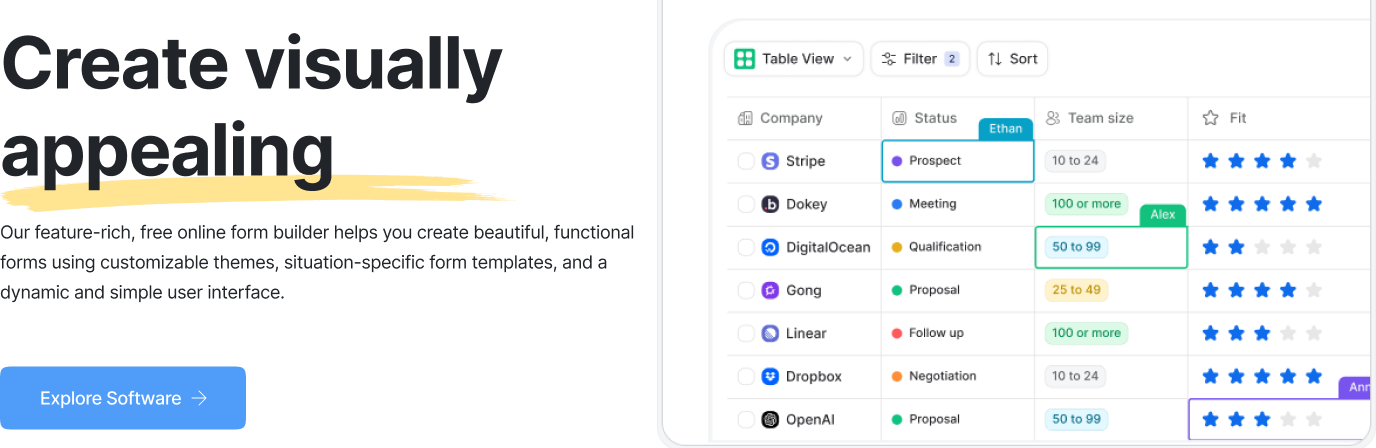 Create visually
appealing
Our feature-rich, free online form builder helps you create beautiful, functional
forms using customizable themes, situation-specific form templates, and a
dynamic and simple user interface.
Explore Software
Table View Filter 2 Sort
Company Status Team size Fit
Ethan
Stripe Prospect 10 to 24
Dokey Meeting 100 or more
Alex
DigitalOcean Qualification 50 to 99
Gong Proposal 25 to 49
Linear Follow up 100 or more
Dropbox Negotiation 10 to 24
OpenAI Proposal 50 to 99